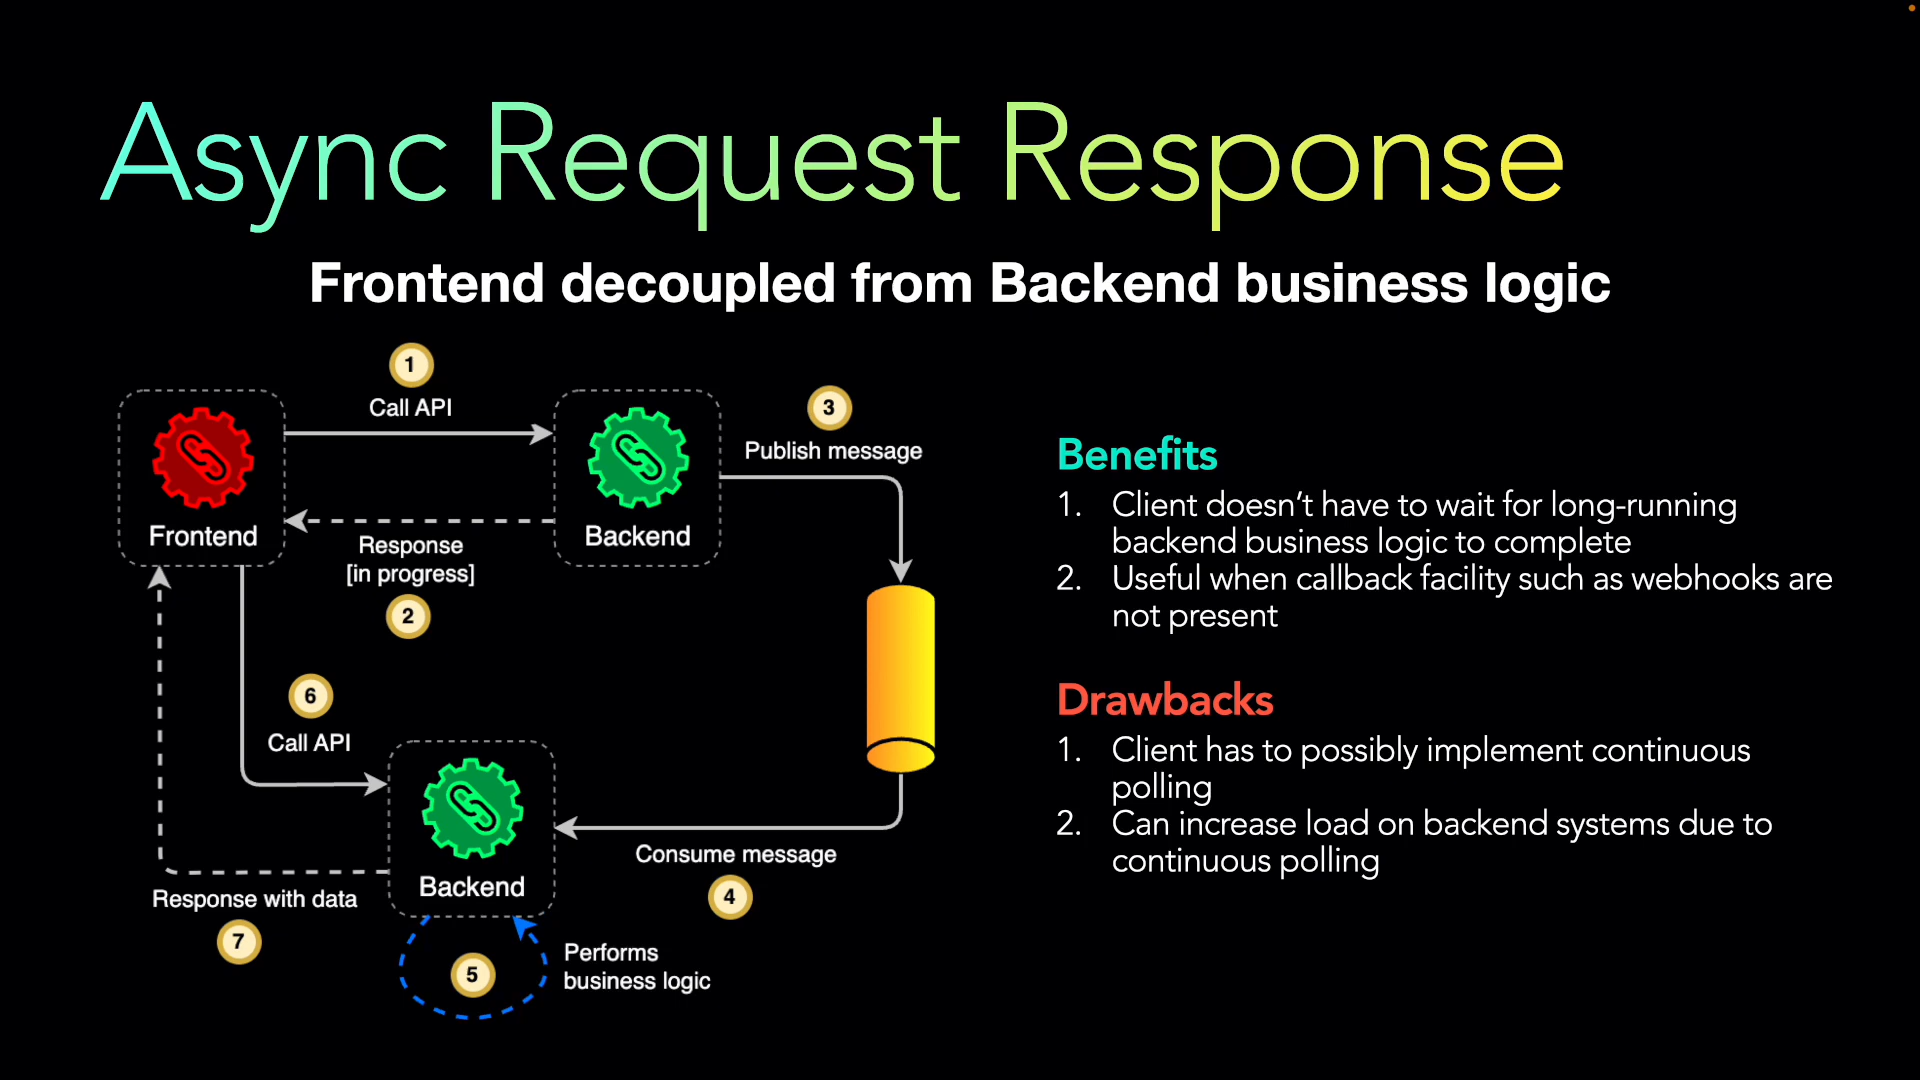 Async Request Response
Frontend decoupled from Backend business logic
1
Call API
3
Publish message
Frontend
Backend
Response
[in progress]
2
6
Call API
Backend
Consume message
4
Response with data
7
5
Performs
business logic
Benefits
1. Client doesn’t have to wait for long-running
backend business logic to complete
2. Useful when callback facility such as webhooks are
not present
Drawbacks
1. Client has to possibly implement continuous
polling
2. Can increase load on backend systems due to
continuous polling